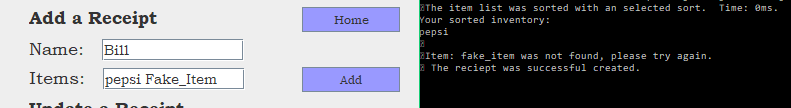 Add a Receipt
Home
Name: Bill
Items: pepsi Fake_Item
Add
Update a Receipt
The item list was sorted with an selected sort. Time: 0ms.
Your sorted inventory:
pepsi
Item: fake_item was not found, please try again.
The reciept was successful created.